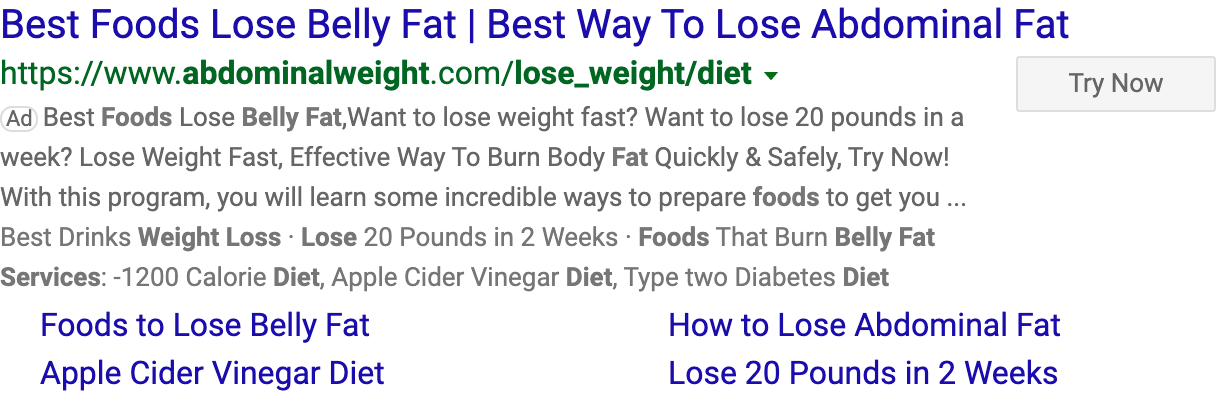 Best Foods Lose Belly Fat | Best Way To Lose Abdominal Fat
https://www.abdominalweight.com/lose_weight/diet
Try Now
Ad Best Foods Lose Belly Fat,Want to lose weight fast? Want to lose 20 pounds in a
week? Lose Weight Fast, Effective Way To Burn Body Fat Quickly & Safely, Try Now!
With this program, you will learn some incredible ways to prepare foods to get you ...
Best Drinks Weight Loss · Lose 20 Pounds in 2 Weeks · Foods That Burn Belly Fat
Services: -1200 Calorie Diet, Apple Cider Vinegar Diet, Type two Diabetes Diet
Foods to Lose Belly Fat
How to Lose Abdominal Fat
Apple Cider Vinegar Diet
Lose 20 Pounds in 2 Weeks